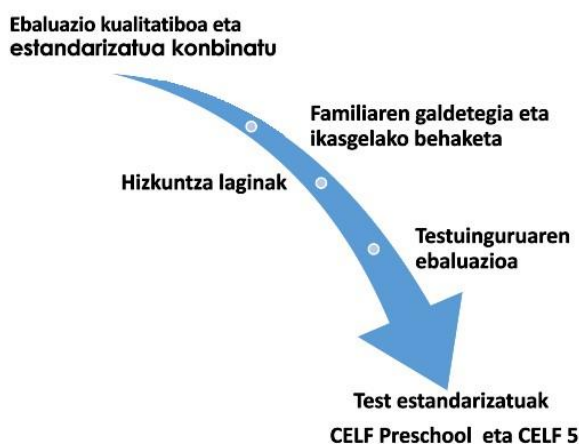 Ebaluazio kualitatiboa eta
estandarizatua konbinatu
Familiaren galdetegia eta
ikasgelako behaketa
Hizkuntza laginak
Testuinguruaren
ebaluazioa
Test estandarizatuak
CELF Preschool eta CELF 5